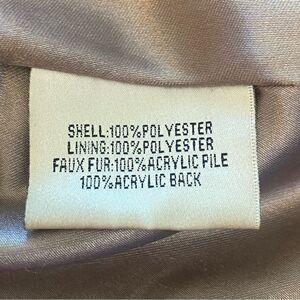 SHELL:100%POLYESTER
LINING:100%POLYESTER
FAUX FUR:100%ACRYLIC PILE
100%ACRYLIC BACK